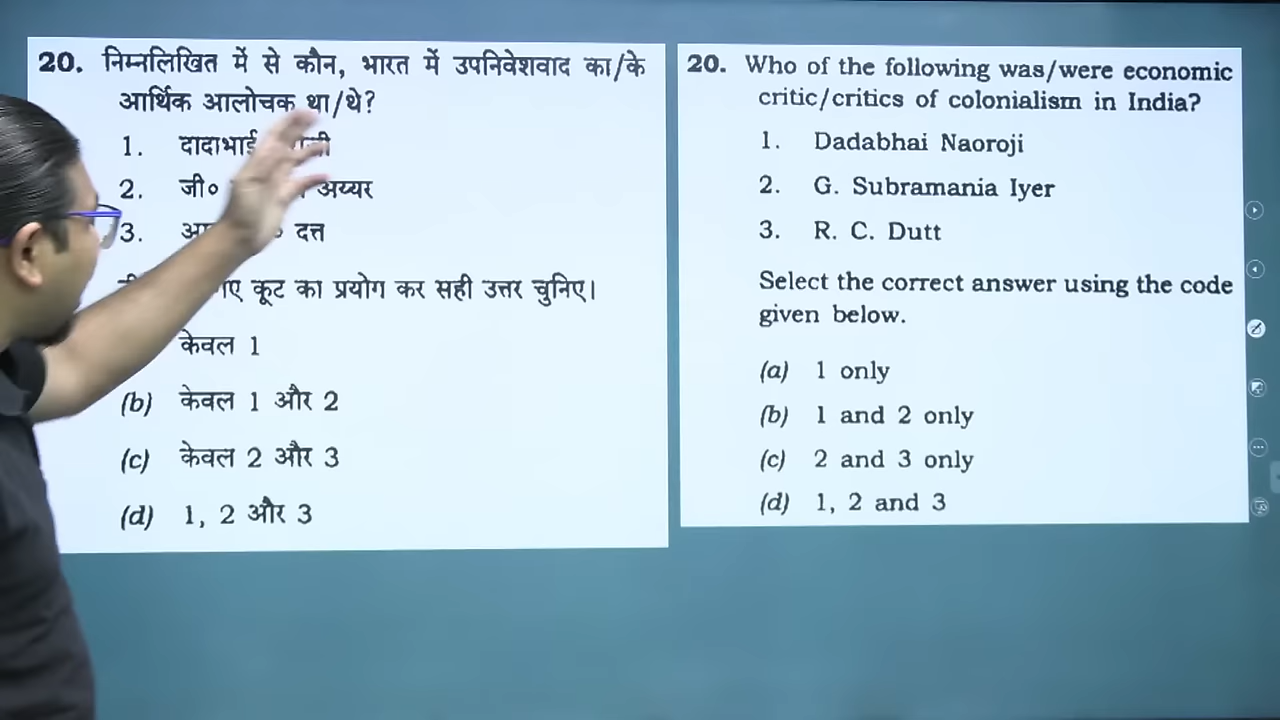 20. निम्नलिखित में से कौन, भारत में उपनिवेशवाद का/के
आर्थिक आलोचक था/थे?
1. दादाभाई
2. जी० अय्यर
3. दत्त
कूट का प्रयोग कर सही उत्तर चुनिए।
केवल 1
(b) केवल 1 और 2
(c) केवल 2 और 3
(d) 1, 2 और 3
20. Who of the following was/were economic
critic/critics of colonialism in India?
1. Dadabhai Naoroji
2. G. Subramania Iyer
3. R. C. Dutt
Select the correct answer using the code
given below.
(a) 1 only
(b) 1 and 2 only
(c) 2 and 3 only
(d) 1, 2 and 3